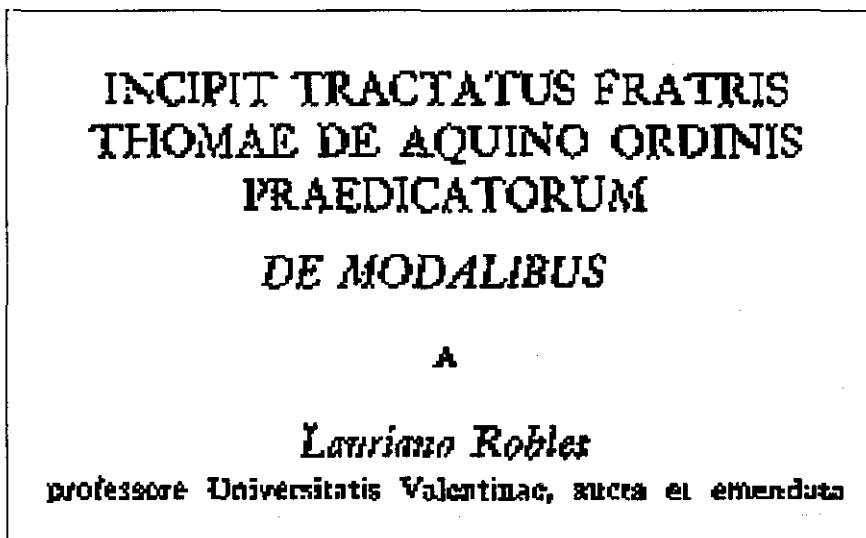 INCIPIT TRACTATUS FRATRIS
THOMAE DE AQUINO ORDINIS
PRAEDICATORUM
DE MODALIBUS
A
Lauriano Robles
professore Universitatis Valentinae, aucta et emendata